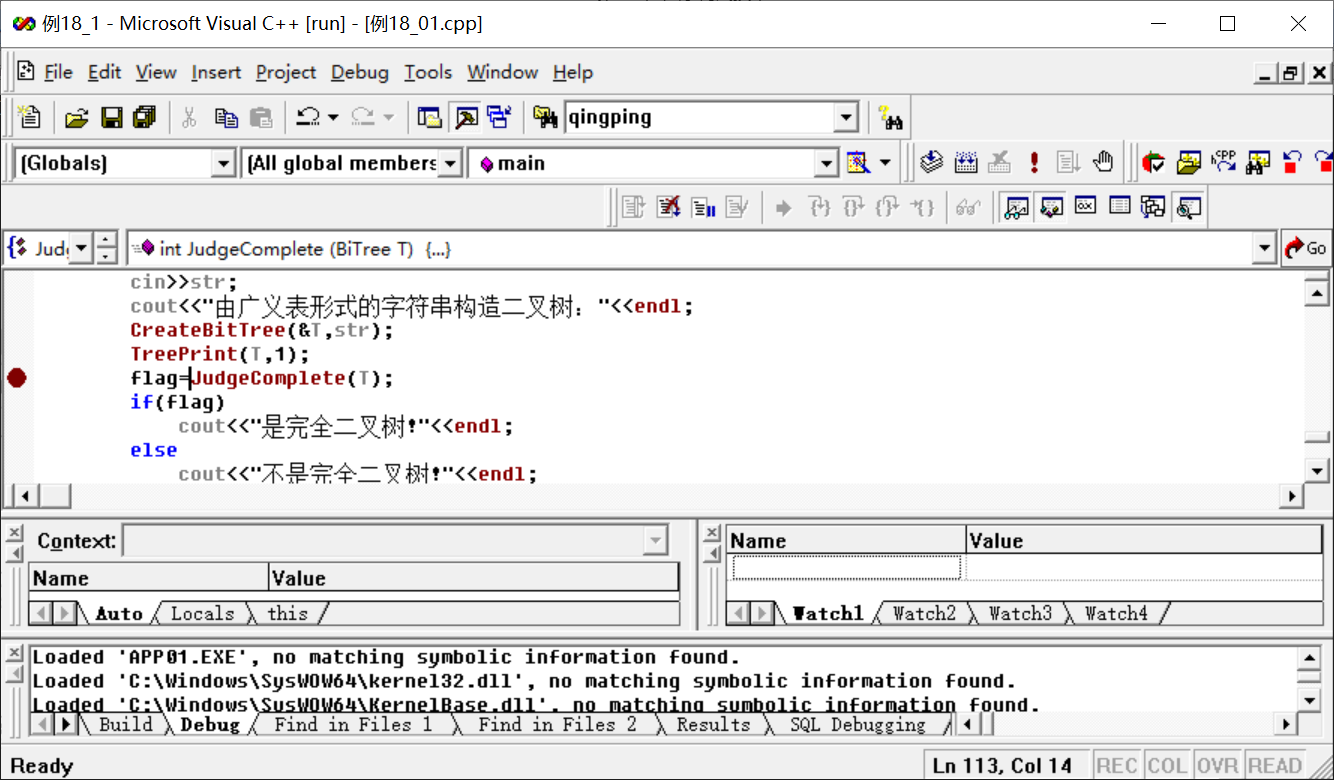 例18_1 - Microsoft Visual C++ [run] - [例18_01.cpp]
File Edit View Insert Project Debug Tools Window Help
qingping
(Globals) (All global members main
int JudgeComplete (BiTree T) {...} Go
cin>>str;
cout<<"由广义表形式的字符串构造二叉树："<<endl;
CreateBitTree(&T,str);
TreePrint(T,1);
flag=JudgeComplete(T);
if(flag)
cout<<"是完全二叉树!"<<endl;
else
cout<<"不是完全二叉树!"<<endl;
Context:
Name Value
Auto Locals this
Name Value
Watch1 Watch2 Watch3 Watch4
Loaded 'APP01.EXE', no matching symbolic information found.
Loaded 'C:\Windows\SysWOW64\kernel32.dll', no matching symbolic information found.
Loaded 'C:\Windows\SysWOW64\KernelBase.dll', no matching symbolic information found.
Build Debug Find in Files 1 Find in Files 2 Results SQL Debugging
Ready Ln 113, Col 14 REC COL OVR READ